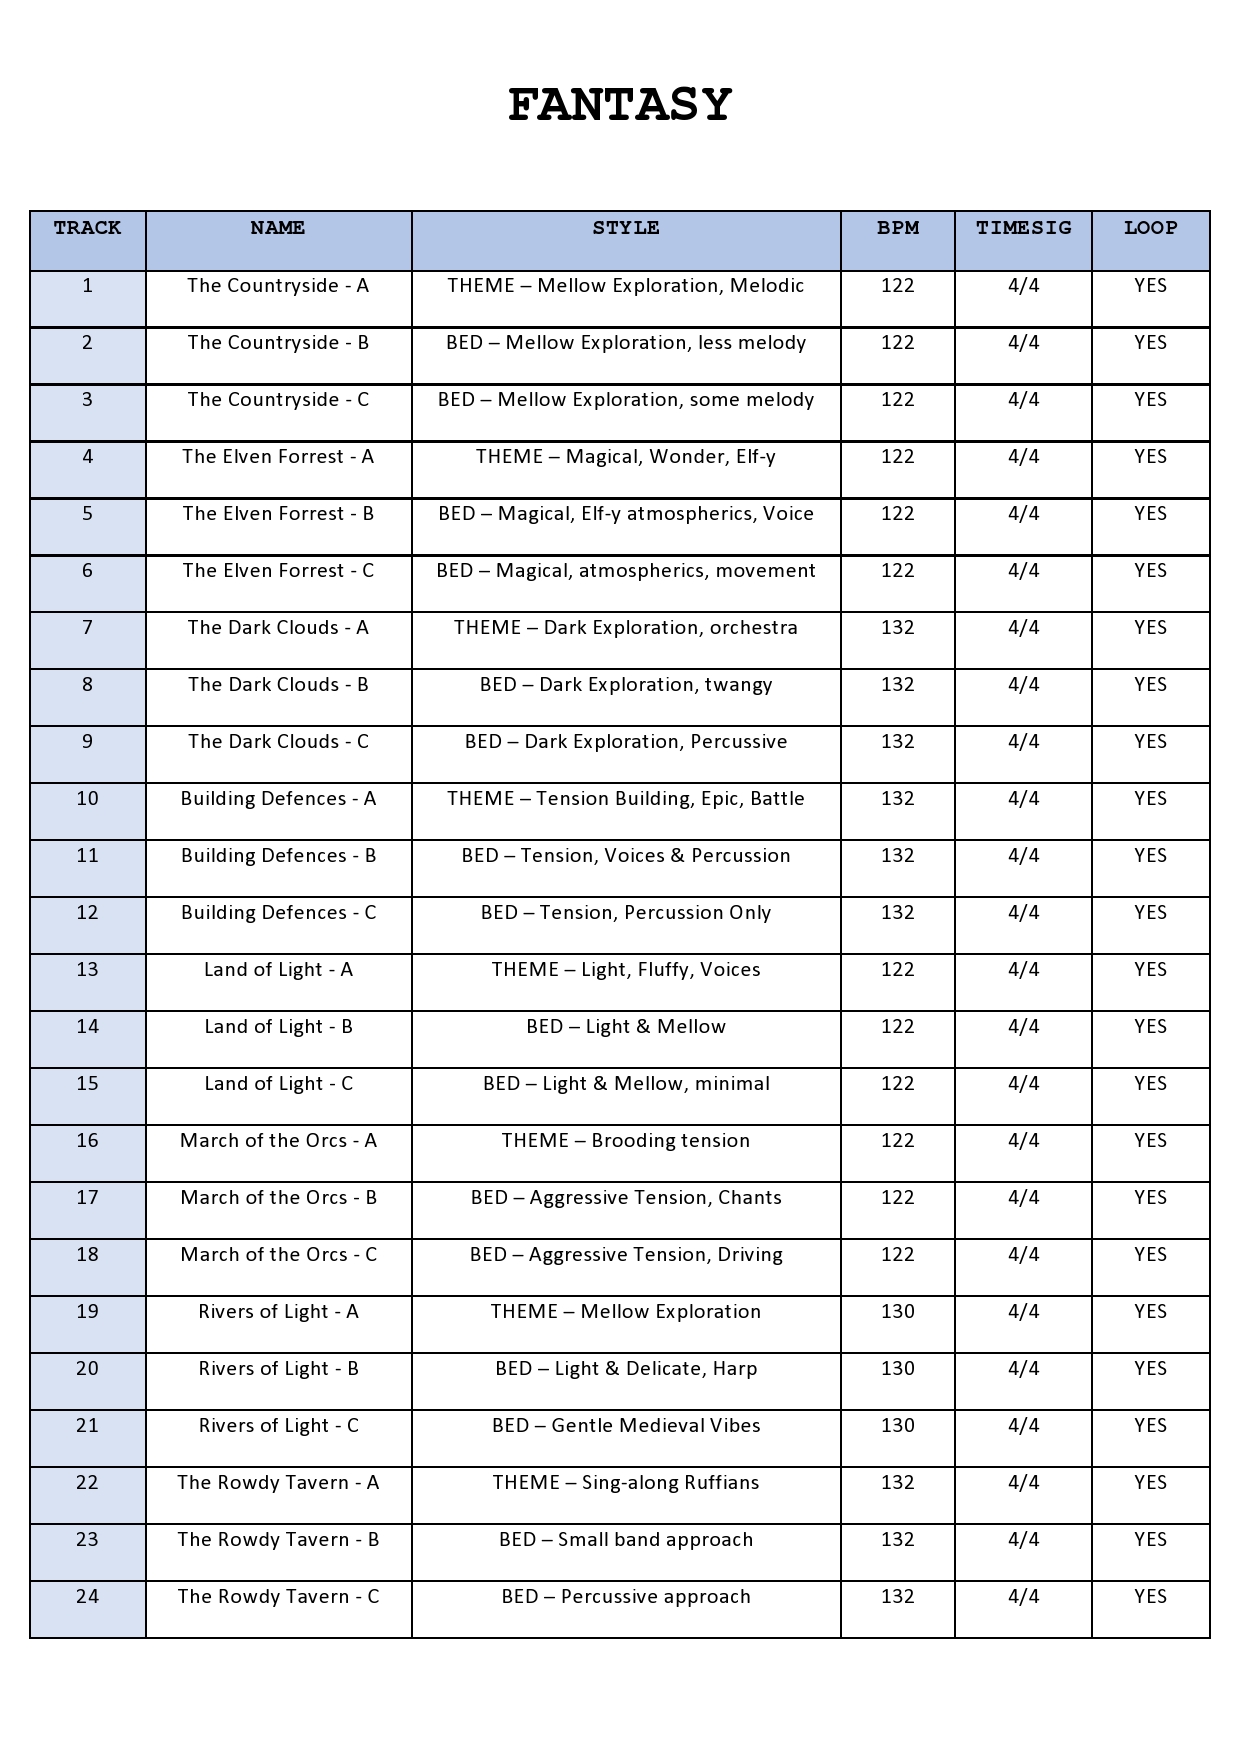 FANTASY
TRACK NAME STYLE BPM TIMESIG LOOP
1 The Countryside - A THEME – Mellow Exploration, Melodic 122 4/4 YES
2 The Countryside - B BED – Mellow Exploration, less melody 122 4/4 YES
3 The Countryside - C BED – Mellow Exploration, some melody 122 4/4 YES
4 The Elven Forrest - A THEME – Magical, Wonder, Elf-y 122 4/4 YES
5 The Elven Forrest - B BED – Magical, Elf-y atmospherics, Voice 122 4/4 YES
6 The Elven Forrest - C BED – Magical, atmospherics, movement 122 4/4 YES
7 The Dark Clouds - A THEME – Dark Exploration, orchestra 132 4/4 YES
8 The Dark Clouds - B BED – Dark Exploration, twangy 132 4/4 YES
9 The Dark Clouds - C BED – Dark Exploration, Percussive 132 4/4 YES
10 Building Defences - A THEME – Tension Building, Epic, Battle 132 4/4 YES
11 Building Defences - B BED – Tension, Voices & Percussion 132 4/4 YES
12 Building Defences - C BED – Tension, Percussion Only 132 4/4 YES
13 Land of Light - A THEME – Light, Fluffy, Voices 122 4/4 YES
14 Land of Light - B BED – Light & Mellow 122 4/4 YES
15 Land of Light - C BED – Light & Mellow, minimal 122 4/4 YES
16 March of the Orcs - A THEME – Brooding tension 122 4/4 YES
17 March of the Orcs - B BED – Aggressive Tension, Chants 122 4/4 YES
18 March of the Orcs - C BED – Aggressive Tension, Driving 122 4/4 YES
19 Rivers of Light - A THEME – Mellow Exploration 130 4/4 YES
20 Rivers of Light - B BED – Light & Delicate, Harp 130 4/4 YES
21 Rivers of Light - C BED – Gentle Medieval Vibes 130 4/4 YES
22 The Rowdy Tavern - A THEME – Sing-along Ruffians 132 4/4 YES
23 The Rowdy Tavern - B BED – Small band approach 132 4/4 YES
24 The Rowdy Tavern - C BED – Percussive approach 132 4/4 YES